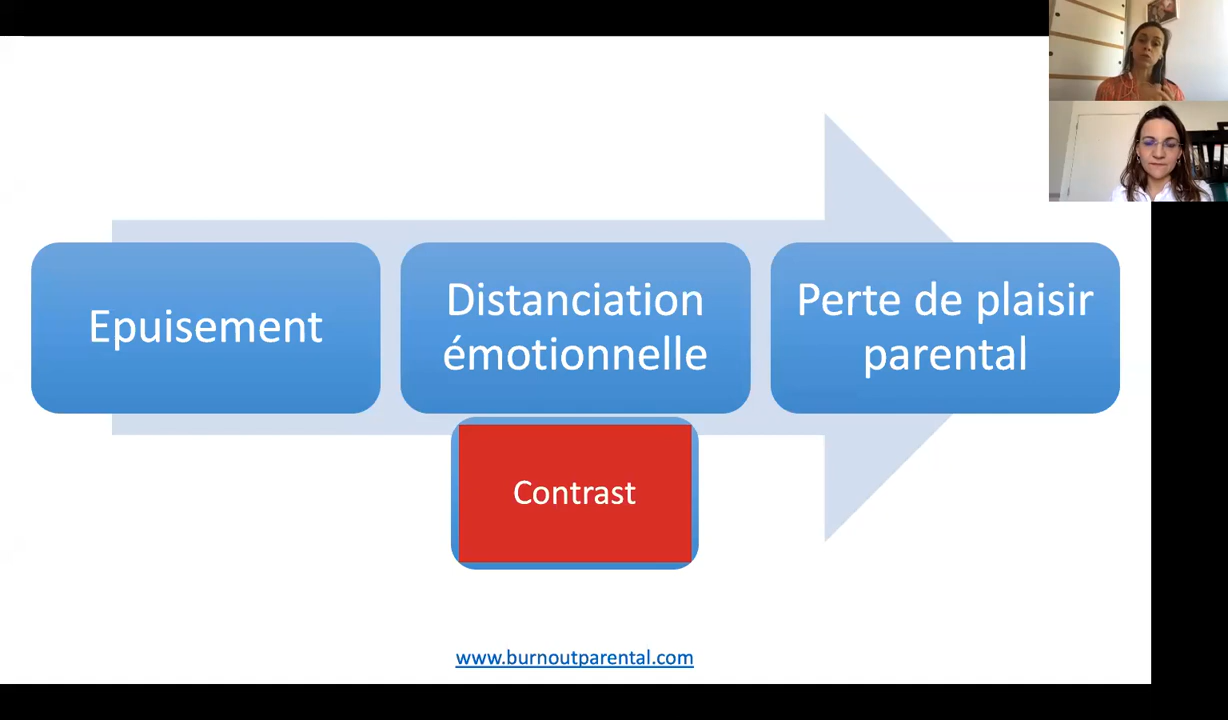 Epuisement
Distanciation
émotionnelle
Perte de plaisir
parental
Contrast
www.burnoutparental.com